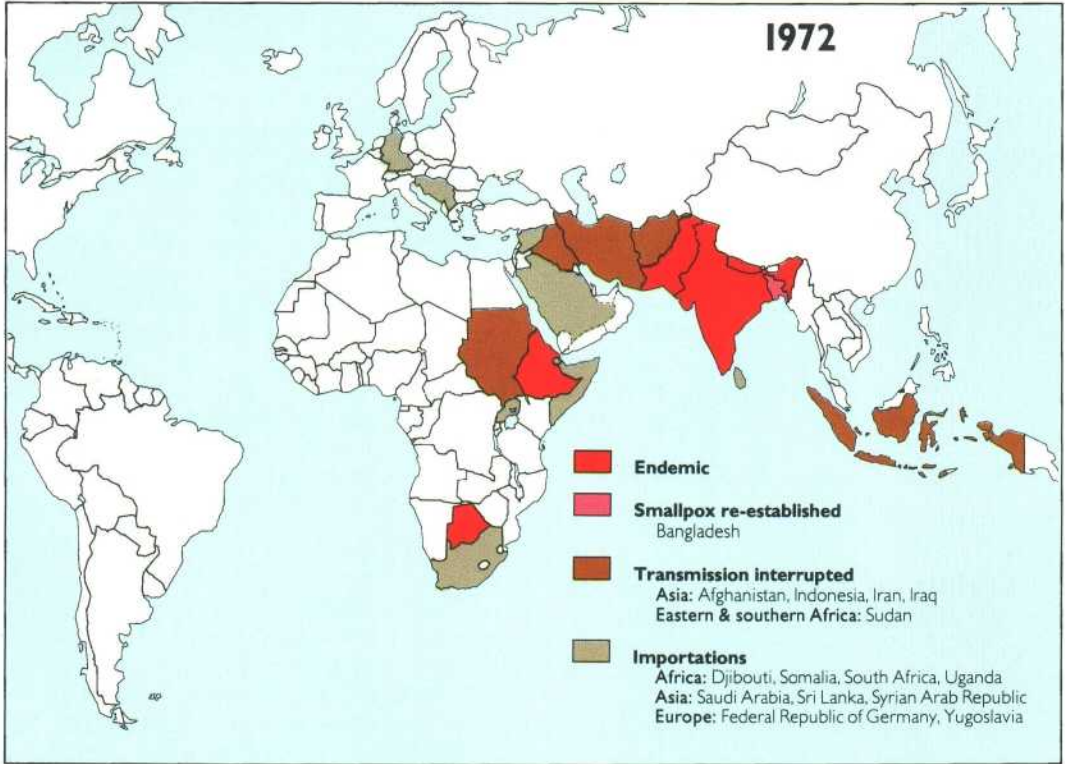 1972
Endemic
Smallpox re-established
Bangladesh
Transmission interrupted
Asia: Afghanistan, Indonesia, Iran, Iraq
Eastern & southern Africa: Sudan
Importations
Africa: Djibouti, Somalia, South Africa, Uganda
Asia: Saudi Arabia, Sri Lanka, Syrian Arab Republic
Europe: Federal Republic of Germany, Yugoslavia